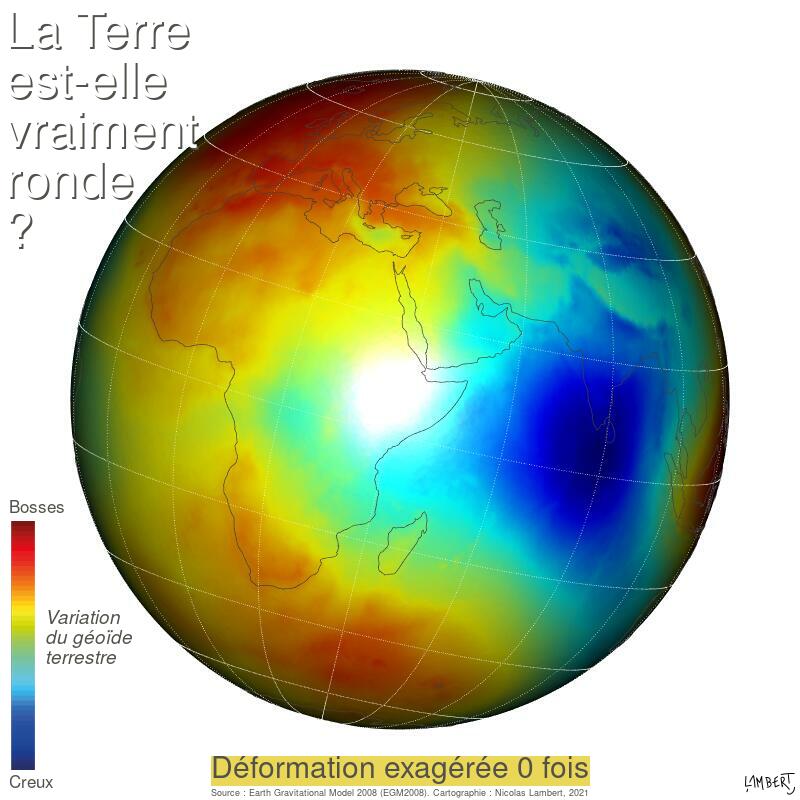 La Terre
est-elle
vraiment
ronde
?
Bosses
Variation
du géoïde
terrestre
Creux
Déformation exagérée 0 fois
Source : Earth Gravitational Model 2008 (EGM2008). Cartographie : Nicolas Lambert, 2021
LAMBERT